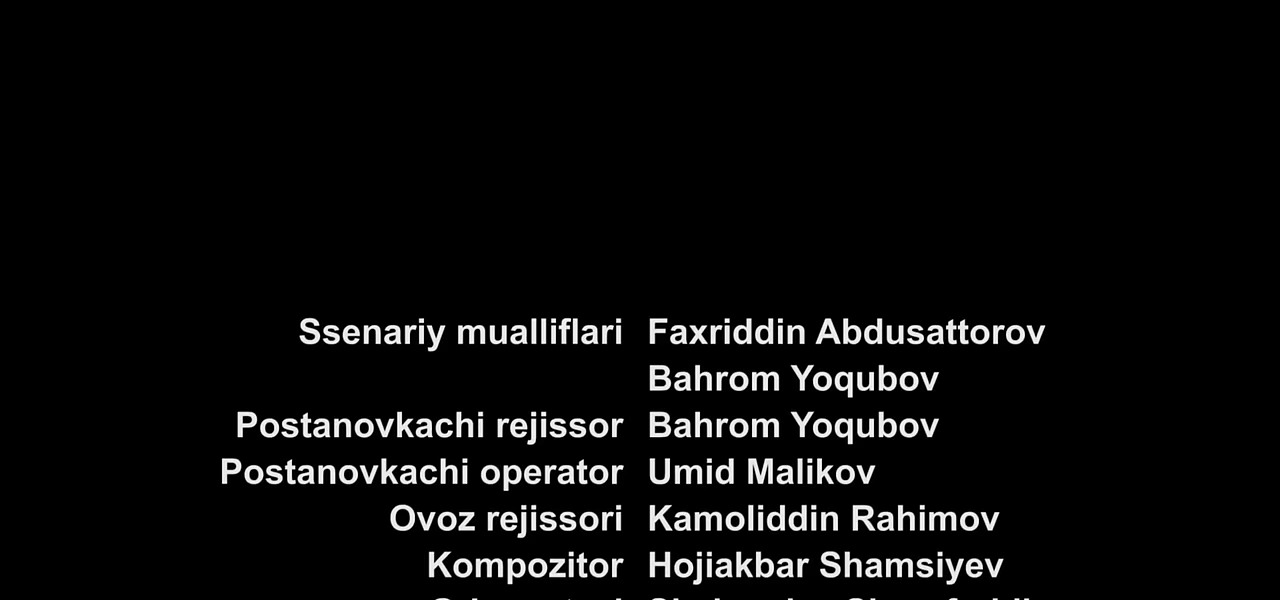 Ssenariy mualliflari Faxriddin Abdusattorov
Bahrom Yoqubov
Postanovkachi rejissor Bahrom Yoqubov
Postanovkachi operator Umid Malikov
Ovoz rejissori Kamoliddin Rahimov
Kompozitor Hojiakbar Shamsiyev